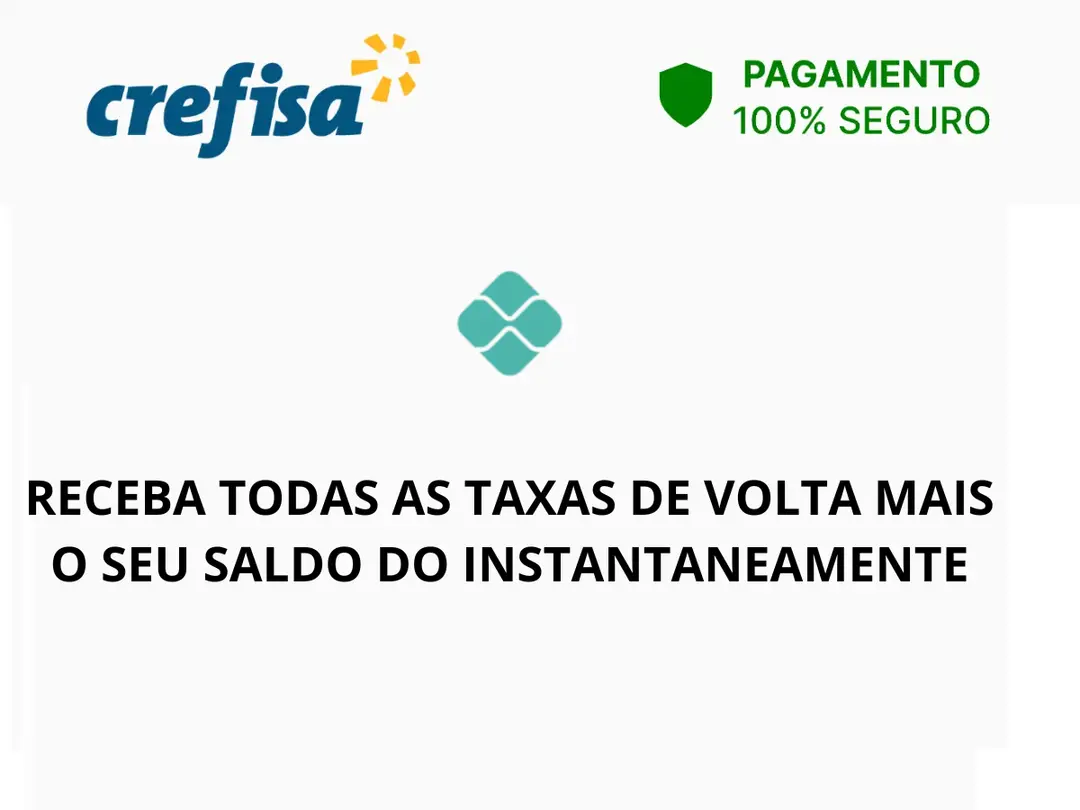 crefisa
PAGAMENTO
100% SEGURO
RECEBA TODAS AS TAXAS DE VOLTA MAIS
O SEU SALDO DO INSTANTANEAMENTE